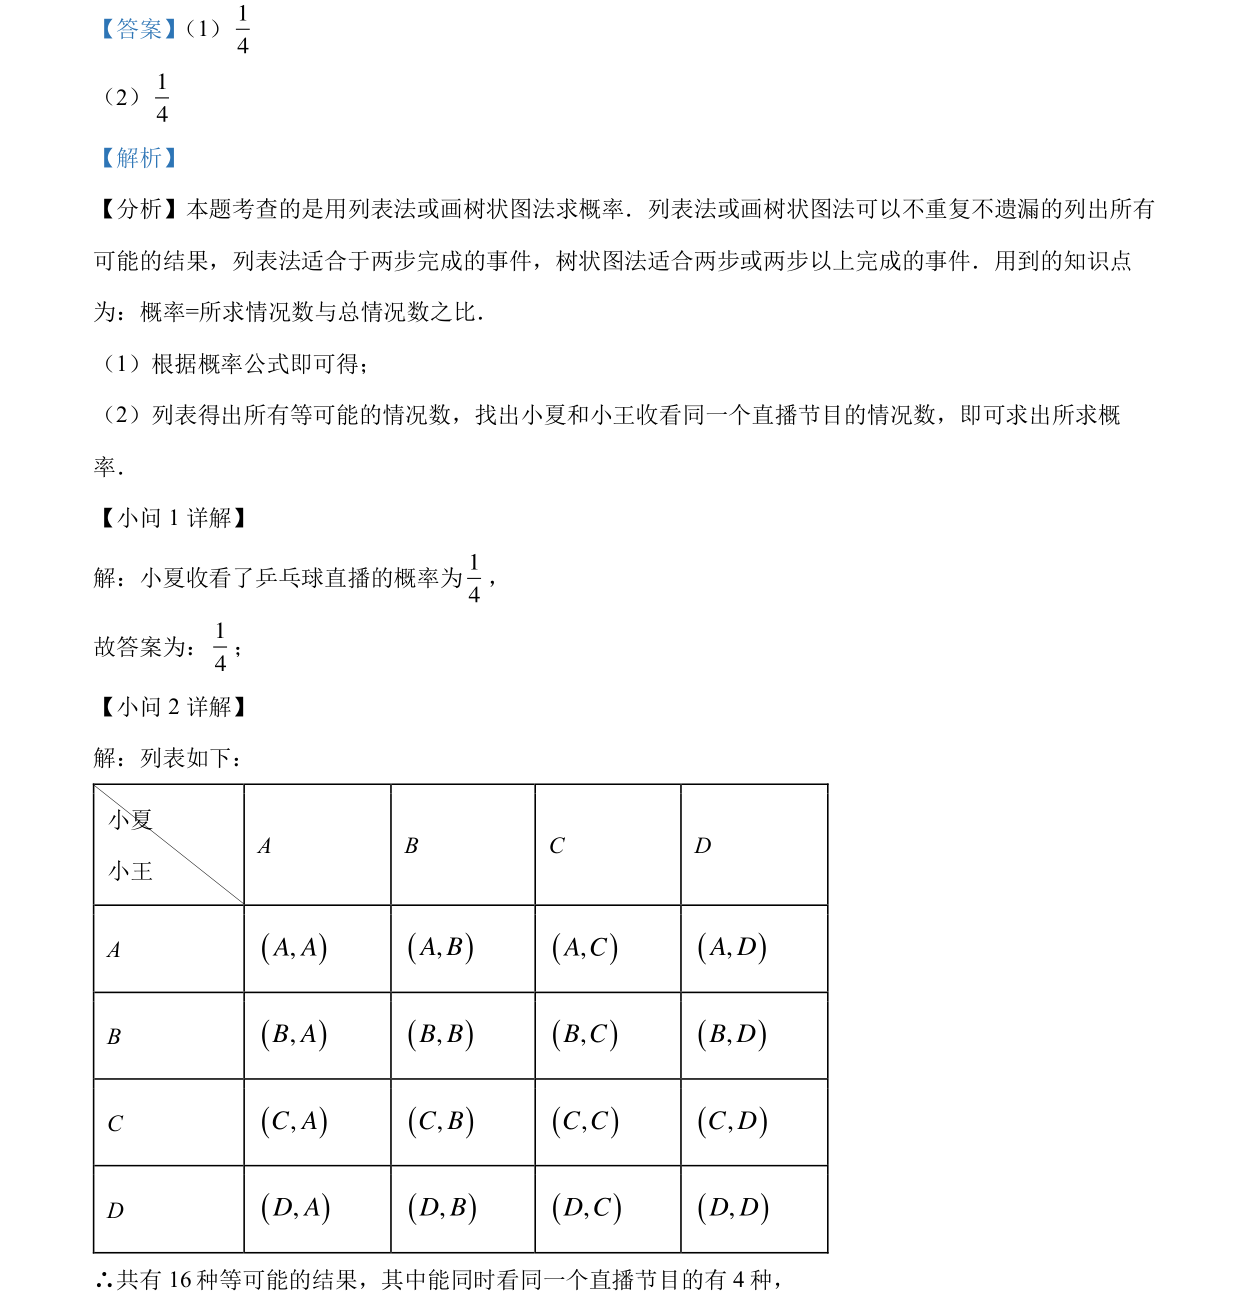 【答案】（1）1/4
（2）1/4
【解析】
【分析】本题考查的是用列表法或画树状图法求概率．列表法或画树状图法可以不重复不遗漏的列出所有
可能的结果，列表法适合于两步完成的事件，树状图法适合两步或两步以上完成的事件．用到的知识点
为：概率=所求情况数与总情况数之比．
（1）根据概率公式即可得；
（2）列表得出所有等可能的情况数，找出小夏和小王收看同一个直播节目的情况数，即可求出所求概
率．
【小问 1 详解】
解：小夏收看了乒乓球直播的概率为1/4，
故答案为：1/4；
【小问 2 详解】
解：列表如下：
小夏
小王
A B C D
A (A,A) (A,B) (A,C) (A,D)
B (B,A) (B,B) (B,C) (B,D)
C (C,A) (C,B) (C,C) (C,D)
D (D,A) (D,B) (D,C) (D,D)
∴共有 16 种等可能的结果，其中能同时看同一个直播节目的有 4 种，